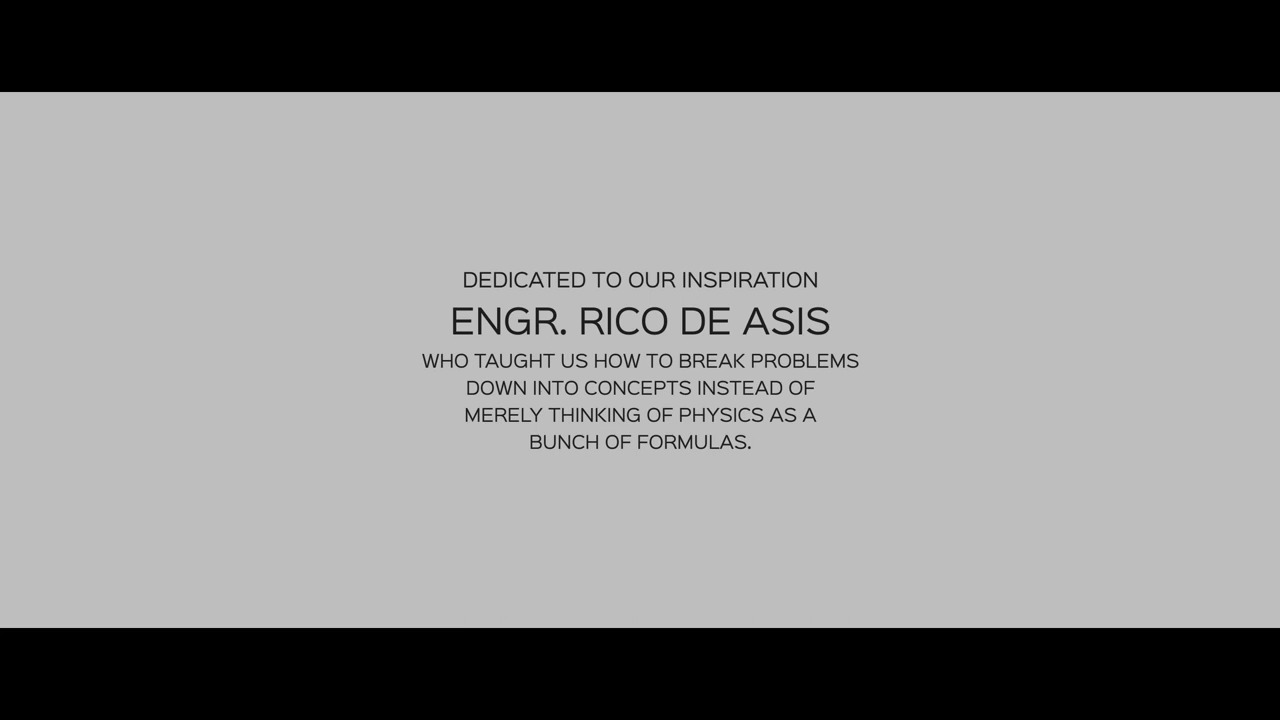 DEDICATED TO OUR INSPIRATION
ENGR. RICO DE ASIS
WHO TAUGHT US HOW TO BREAK PROBLEMS
DOWN INTO CONCEPTS INSTEAD OF
MERELY THINKING OF PHYSICS AS A
BUNCH OF FORMULAS.